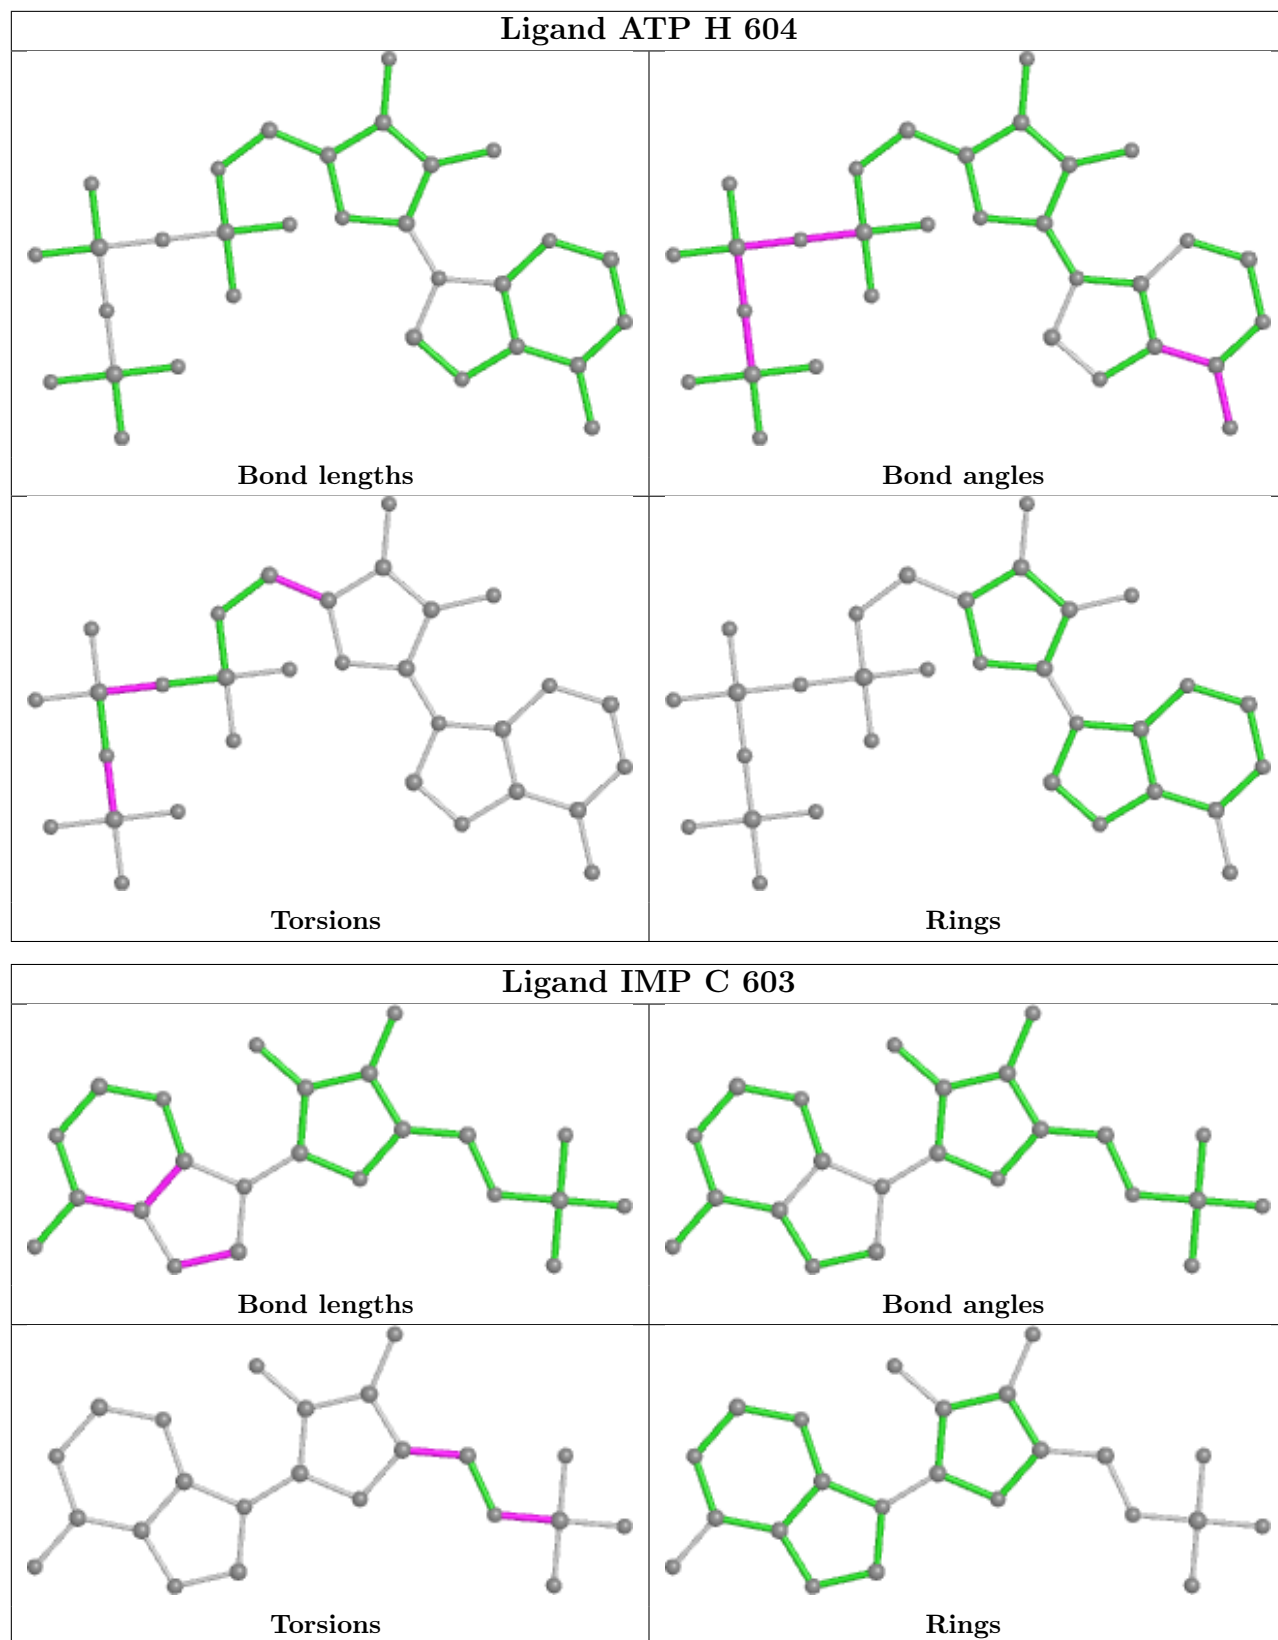 Ligand ATP H 604
Bond lengths
Bond angles
Torsions
Rings
Ligand IMP C 603
Bond lengths
Bond angles
Torsions
Rings